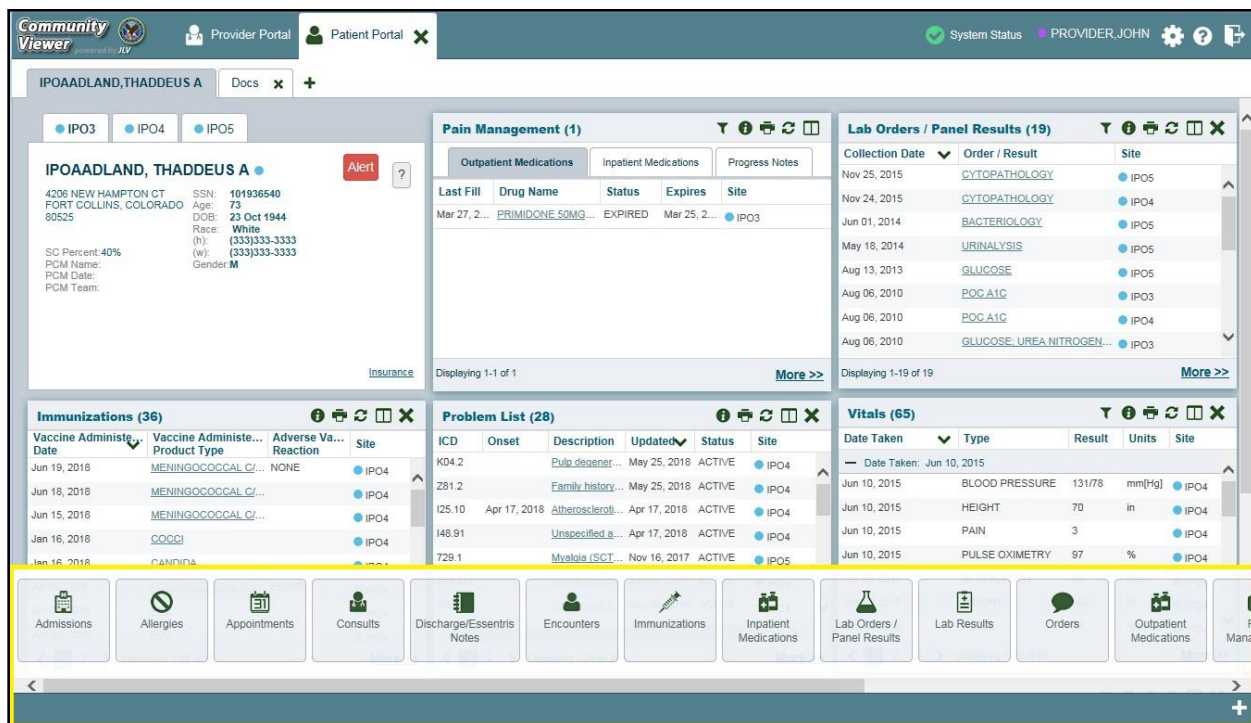 Community Viewer powered by JLV
Provider Portal
Patient Portal
System Status
PROVIDER,JOHN
IPOAADLAND,THADDEUS A
Docs
IPO3
IPO4
IPO5
IPOAADLAND, THADDEUS A
Alert
?
4206 NEW HAMPTON CT
FORT COLLINS, COLORADO
80525
SSN: 101936540
Age: 73
DOB: 23 Oct 1944
Race: White
(h): (333)333-3333
(w): (333)333-3333
Gender:M
SC Percent:40%
PCM Name:
PCM Date:
PCM Team:
Insurance
Pain Management (1)
Outpatient Medications
Inpatient Medications
Progress Notes
Last Fill Drug Name Status Expires Site
Mar 27, 2... PRIMIDONE 50MG... EXPIRED Mar 25, 2... IPO3
Displaying 1-1 of 1
More >>
Lab Orders / Panel Results (19)
Collection Date Order / Result Site
Nov 25, 2015 CYTOPATHOLOGY IPO5
Nov 24, 2015 CYTOPATHOLOGY IPO4
Jun 01, 2014 BACTERIOLOGY IPO5
May 18, 2014 URINALYSIS IPO5
Aug 13, 2013 GLUCOSE IPO5
Aug 06, 2010 POC A1C IPO3
Aug 06, 2010 POC A1C IPO4
Aug 06, 2010 GLUCOSE; UREA NITROGEN... IPO3
Displaying 1-19 of 19
More >>
Immunizations (36)
Vaccine Administe... Date Vaccine Administe... Product Type Adverse Va... Reaction Site
Jun 19, 2018 MENINGOCOCCAL C/... NONE IPO4
Jun 18, 2018 MENINGOCOCCAL C/... IPO4
Jun 15, 2018 MENINGOCOCCAL C/... IPO4
Jan 16, 2018 COCCI IPO4
Jan 16, 2018 CANDIDA
Problem List (28)
ICD Onset Description Updated Status Site
K04.2 Pulp degener... May 25, 2018 ACTIVE IPO4
Z81.2 Family history... May 25, 2018 ACTIVE IPO4
I25.10 Apr 17, 2018 Atheroscleroti... Apr 17, 2018 ACTIVE IPO4
I48.91 Unspecified a... Apr 17, 2018 ACTIVE IPO4
729.1 Myalgia (SCT... Nov 16, 2017 ACTIVE IPO5
Vitals (65)
Date Taken Type Result Units Site
Date Taken: Jun 10, 2015
Jun 10, 2015 BLOOD PRESSURE 131/78 mm[Hg] IPO4
Jun 10, 2015 HEIGHT 70 in IPO4
Jun 10, 2015 PAIN 3 IPO4
Jun 10, 2015 PULSE OXIMETRY 97 % IPO4
Admissions
Allergies
31
Appointments
Consults
Discharge/Essentris
Notes
Encounters
Immunizations
Inpatient
Medications
Lab Orders /
Panel Results
Lab Results
Orders
Outpatient
Medications